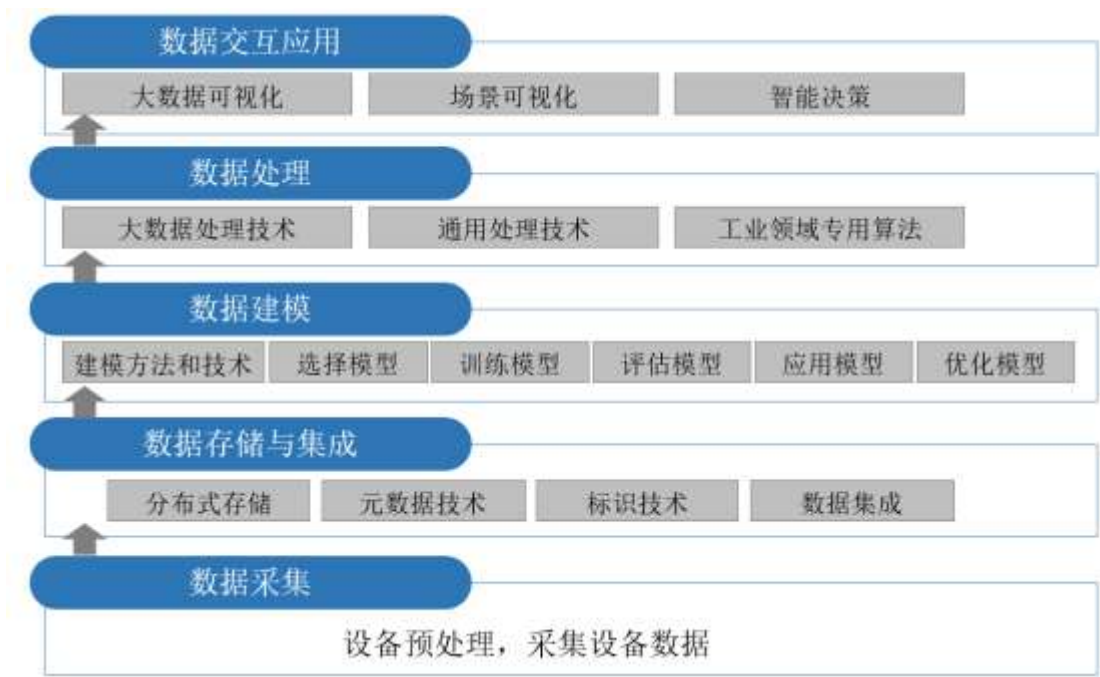 数据交互应用
大数据可视化 场景可视化 智能决策
数据处理
大数据处理技术 通用处理技术 工业领域专用算法
数据建模
建模方法和技术 选择模型 训练模型 评估模型 应用模型 优化模型
数据存储与集成
分布式存储 元数据技术 标识技术 数据集成
数据采集
设备预处理，采集设备数据